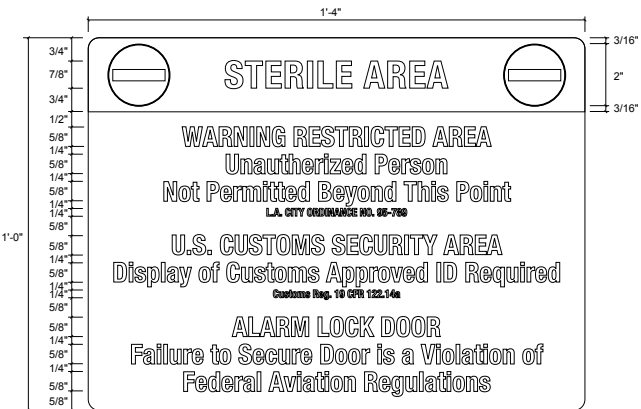 1'-4"
3/16"
2"
3/16"
1'-0"
3/4"
7/8"
3/4"
1/2"
5/8"
1/4"
5/8"
1/4"
5/8"
1/4"
1/4"
5/8"
5/8"
1/4"
5/8"
1/4"
1/4"
5/8"
5/8"
1/4"
5/8"
1/4"
5/8"
5/8"
STERILE AREA
WARNING RESTRICTED AREA
Unautherized Person
Not Permitted Beyond This Point
L.A. CITY ORDINANCE NO. 95-789
U.S. CUSTOMS SECURITY AREA
Display of Customs Approved ID Required
Customs Reg. 19 CFR 122.14a
ALARM LOCK DOOR
Failure to Secure Door is a Violation of
Federal Aviation Regulations